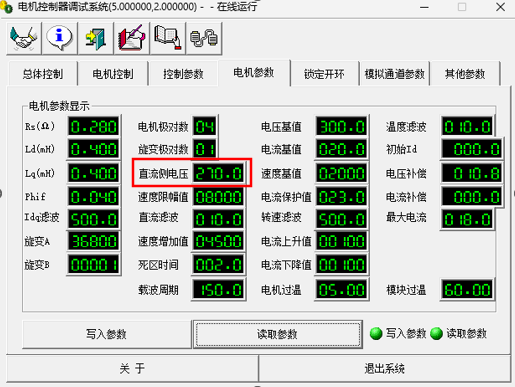 电机控制器调试系统(5.000000,2.000000) - - 在线运行
总体控制 电机控制 控制参数 电机参数 锁定开环 模拟通道参数 其他参数
电机参数显示
Rs(Ω) 0.280 电机极对数 04 电压基值 300.0 温度滤波 010.0
Ld(mH) 0.400 旋变极对数 01 电流基值 020.0 初始Id 000.0
Lq(mH) 0.400 直流侧电压 270.0 速度基值 02000 电压补偿 010.8
Phif 0.040 速度限幅值 08000 电流保护值 023.0 电流补偿 000.0
Idq滤波 500.0 直流滤波 010.0 转速滤波 500.0 最大电流 018.0
旋变A 36800 速度增加值 04500 电流上升值 00100
旋变B 00001 死区时间 002.0 电流下降值 00100
载波周期 150.0 电机过温 05.00 模块过温 60.00
写入参数 读取参数 写入参数 读取参数
关 于 退出系统